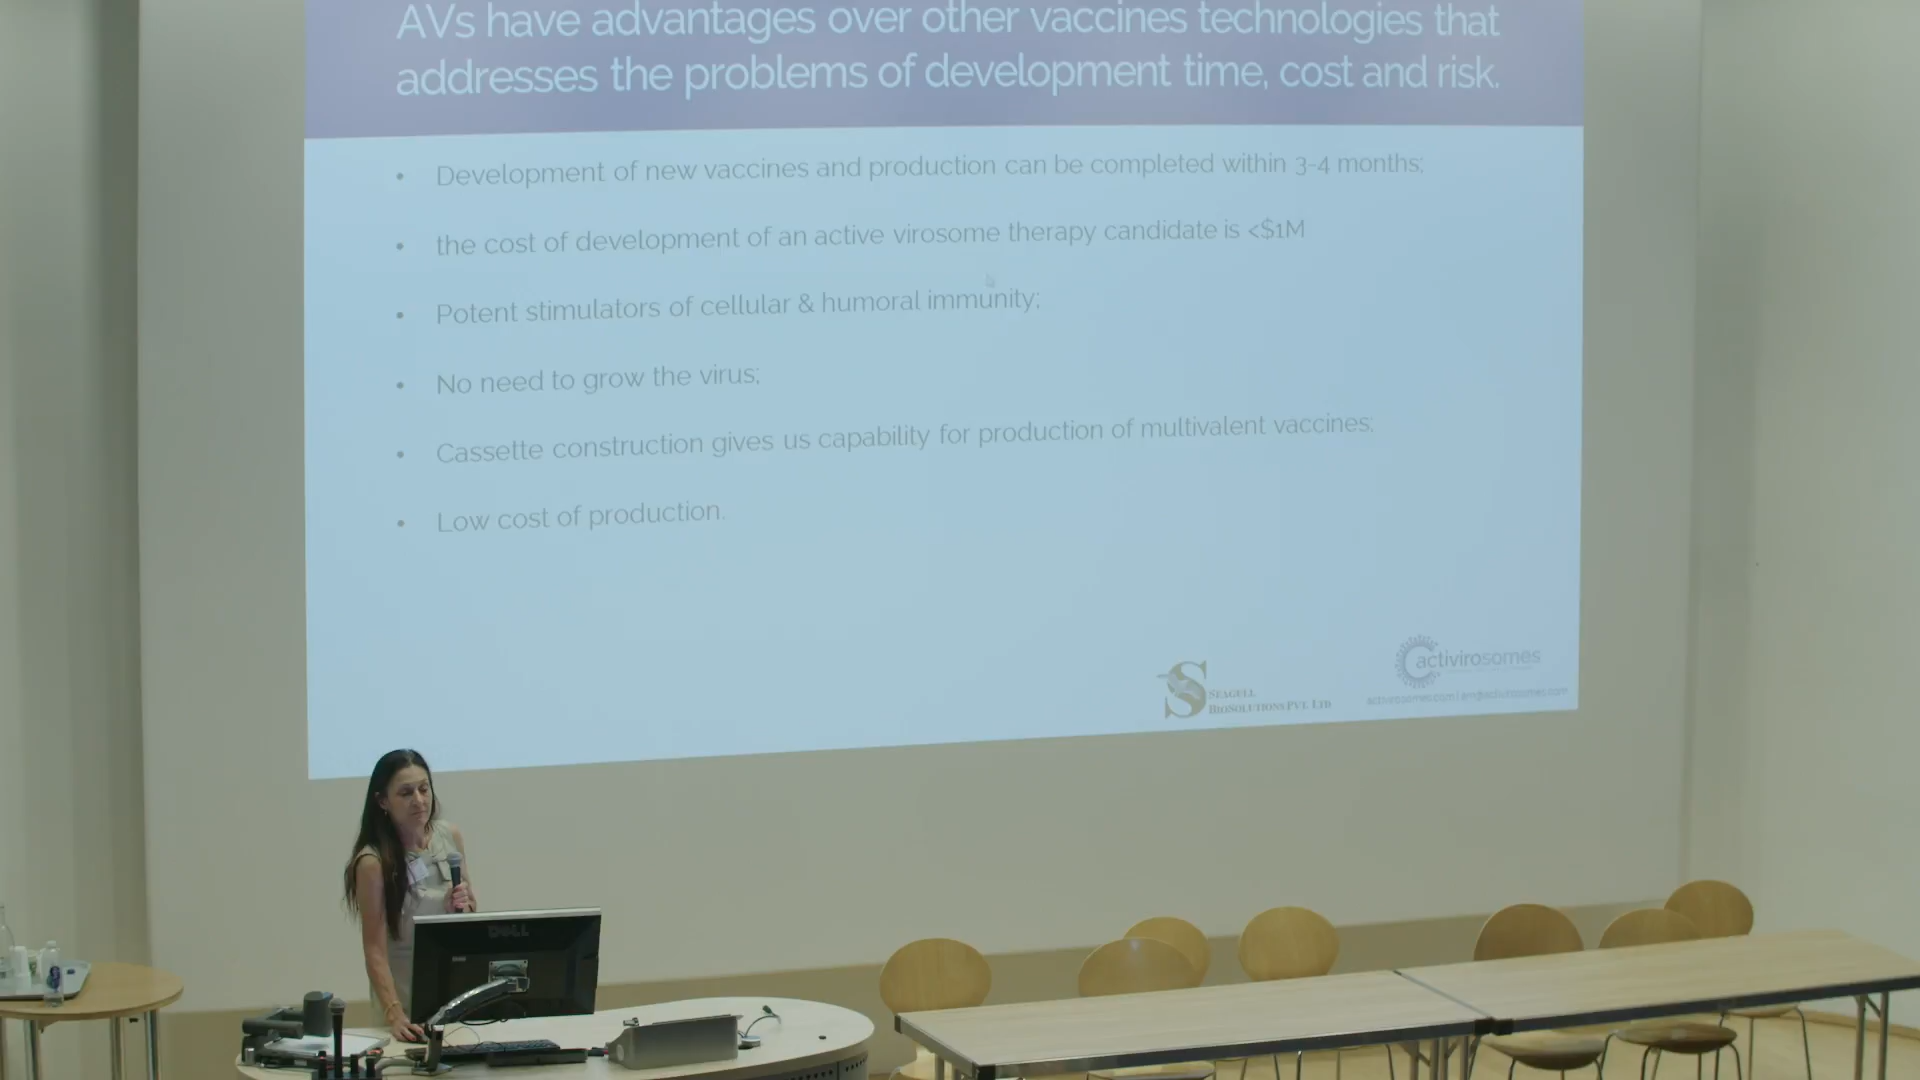 AVs have advantages over other vaccines technologies that
addresses the problems of development time, cost and risk.
• Development of new vaccines and production can be completed within 3-4 months;
• the cost of development of an active virosome therapy candidate is <$1M
• Potent stimulators of cellular & humoral immunity;
• No need to grow the virus;
• Cassette construction gives us capability for production of multivalent vaccines;
• Low cost of production.
activirosomes
SEAGULL
BIOSOLUTIONS PVT. LTD
DELL